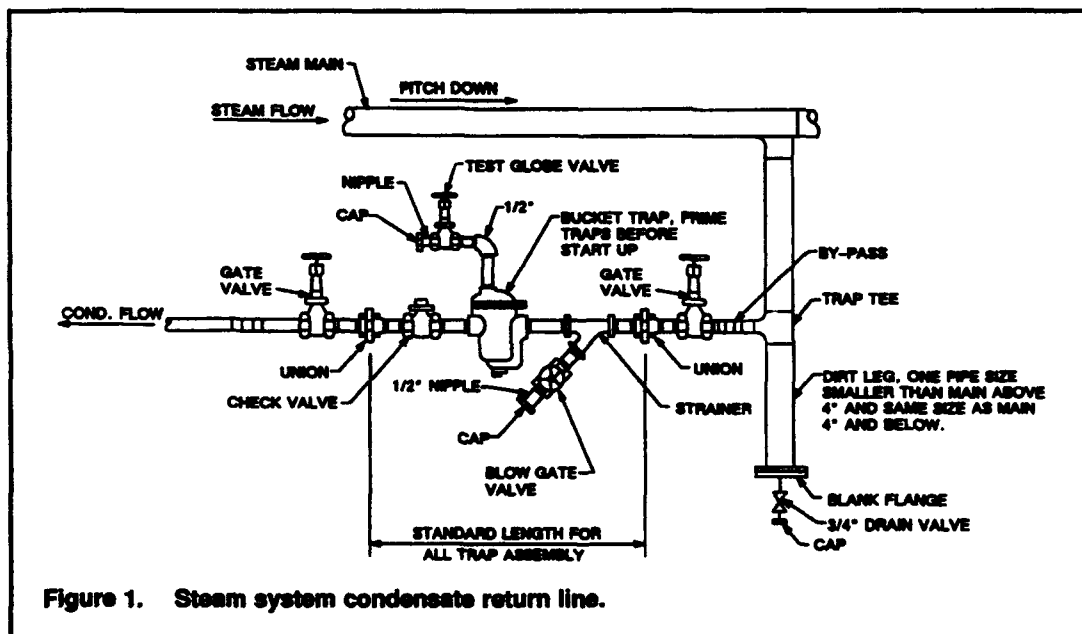 STEAM MAIN
PITCH DOWN
STEAM FLOW
TEST GLOBE VALVE
NIPPLE
CAP
1/2"
BUCKET TRAP, PRIME
TRAPS BEFORE
START UP
GATE
VALVE
GATE
VALVE
BY-PASS
TRAP TEE
COND. FLOW
UNION
CHECK VALVE
1/2" NIPPLE
CAP
BLOW GATE
VALVE
UNION
STRAINER
DIRT LEG, ONE PIPE SIZE
SMALLER THAN MAIN ABOVE
4" AND SAME SIZE AS MAIN
4" AND BELOW.
BLANK FLANGE
3/4" DRAIN VALVE
CAP
STANDARD LENGTH FOR
ALL TRAP ASSEMBLY
Figure 1. Steam system condensate return line.